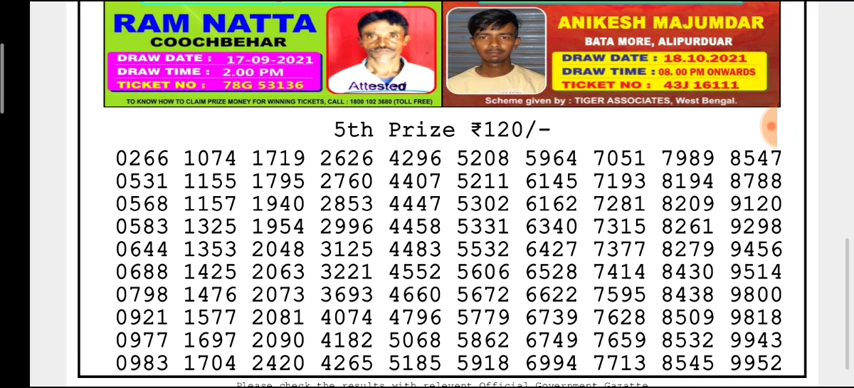 RAM NATTA
COOCHBEHAR
DRAW DATE : 17-09-2021
DRAW TIME : 2.00 PM
TICKET NO : 78G 53136
Attested
TO KNOW HOW TO CLAIM PRIZE MONEY FOR WINNING TICKETS, CALL : 1800 102 3680 (TOLL FREE)
ANIKESH MAJUMDAR
BATA MORE, ALIPURDUAR
DRAW DATE : 18.10.2021
DRAW TIME : 08. 00 PM ONWARDS
TICKET NO : 43J 16111
Scheme given by : TIGER ASSOCIATES, West Bengal.
5th Prize ₹120/-
0266 1074 1719 2626 4296 5208 5964 7051 7989 8547
0531 1155 1795 2760 4407 5211 6145 7193 8194 8788
0568 1157 1940 2853 4447 5302 6162 7281 8209 9120
0583 1325 1954 2996 4458 5331 6340 7315 8261 9298
0644 1353 2048 3125 4483 5532 6427 7377 8279 9456
0688 1425 2063 3221 4552 5606 6528 7414 8430 9514
0798 1476 2073 3693 4660 5672 6622 7595 8438 9800
0921 1577 2081 4074 4796 5779 6739 7628 8509 9818
0977 1697 2090 4182 5068 5862 6749 7659 8532 9943
0983 1704 2420 4265 5185 5918 6994 7713 8545 9952
Please check the results with relevent Official Government Gazatte